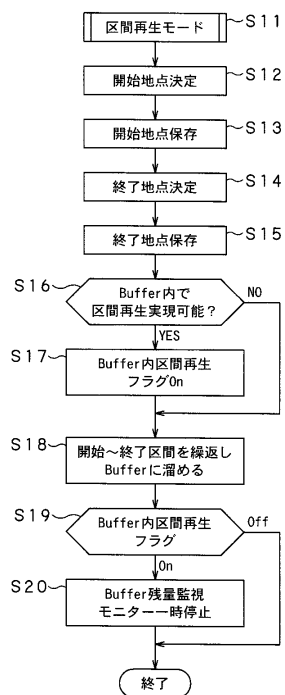 区間再生モード S11
開始地点決定 S12
開始地点保存 S13
終了地点決定 S14
終了地点保存 S15
S16
Buffer内で
区間再生実現可能?
NO
YES
S17
Buffer内区間再生
フラグOn
S18
開始～終了区間を繰返し
Bufferに溜める
S19
Buffer内区間再生
フラグ
Off
On
S20
Buffer残量監視
モニター一時停止
終了